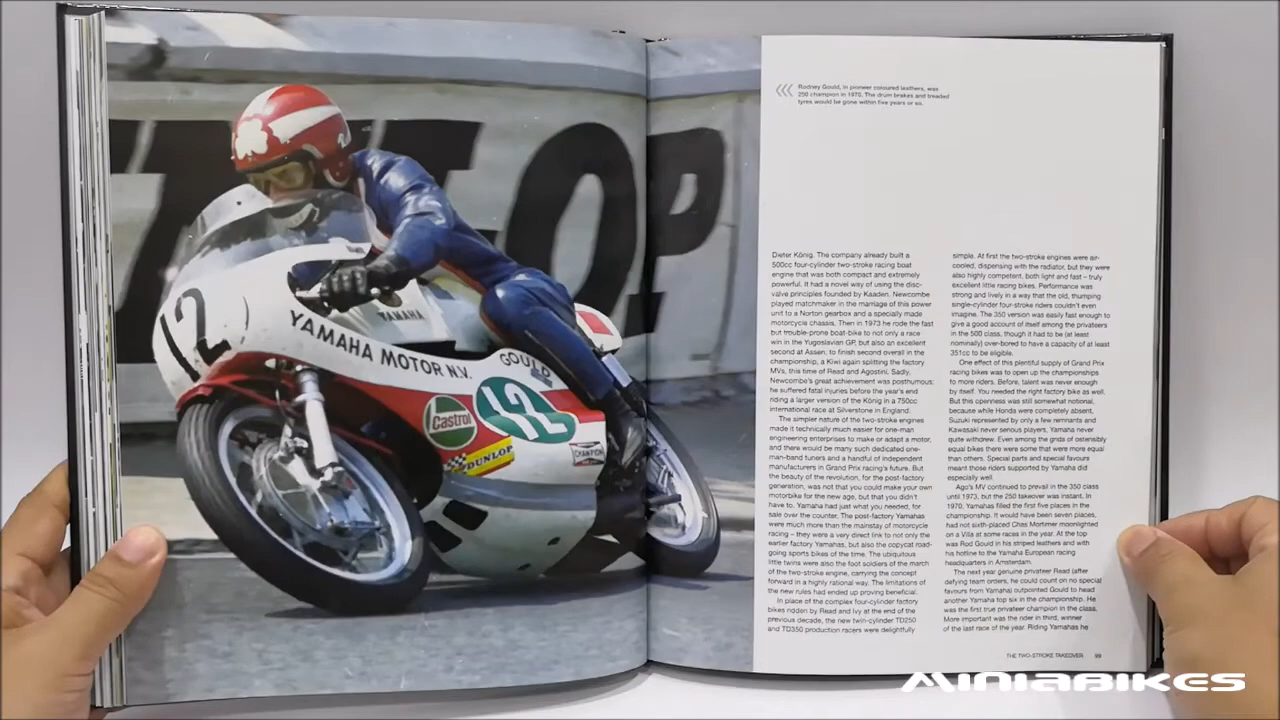 DUNLOP
12
YAMAHA
YAMAHA MOTOR N.V.
GOULD
Castrol
12
DUNLOP
CHAMPION
Rodney Gould, in pioneer coloured leathers, was
250 champion in 1970. The drum brakes and treaded
tyres would be gone within five years or so.
Dieter König. The company already built a
500cc four-cylinder two-stroke racing boat
engine that was both compact and extremely
powerful. It had a novel way of using the disc-
valve principles founded by Kaaden. Newcombe
played matchmaker in the marriage of this power
unit to a Norton gearbox and a specially made
motorcycle chassis. Then in 1973 he rode the fast
but trouble-prone boat-bike to not only a race
win in the Yugoslavian GP, but also an excellent
second at Assen, to finish second overall in the
championship, a Kiwi again splitting the factory
MVs, this time of Read and Agostini. Sadly,
Newcombe's great achievement was posthumous;
he suffered fatal injuries before the year's end
riding a larger version of the König in a 750cc
international race at Silverstone in England.
The simpler nature of the two-stroke engines
made it technically much easier for one-man
engineering enterprises to make or adapt a motor,
and there would be many such dedicated one-
man-band tuners and a handful of independent
manufacturers in Grand Prix racing's future. But
the beauty of the revolution, for the post-factory
generation, was not that you could make your own
motorbike for the new age, but that you didn't
have to. Yamaha had just what you needed, for
sale over the counter. The post-factory Yamahas
were much more than the mainstay of motorcycle
racing – they were a very direct link to not only the
earlier factory Yamahas, but also the copycat road-
going sports bikes of the time. The ubiquitous
little twins were also the foot soldiers of the march
of the two-stroke engine, carrying the concept
forward in a highly rational way. The limitations of
the new rules had ended up proving beneficial.
In place of the complex four-cylinder factory
bikes ridden by Read and Ivy at the end of the
previous decade, the new twin-cylinder TD250
and TD350 production racers were delightfully
simple. At first the two-stroke engines were air-
cooled, dispensing with the radiator, but they were
also highly competent, both light and fast – truly
excellent little racing bikes. Performance was
strong and lively in a way that the old, thumping
single-cylinder four-stroke riders couldn't even
imagine. The 350 version was easily fast enough to
give a good account of itself among the privateers
in the 500 class, though it had to be (at least
nominally) over-bored to have a capacity of at least
351cc to be eligible.
One effect of this plentiful supply of Grand Prix
racing bikes was to open up the championships
to more riders. Before, talent was never enough
by itself. You needed the right factory bike as well.
But this openness was still somewhat notional,
because while Honda were completely absent,
Suzuki represented by only a few remnants and
Kawasaki never serious players, Yamaha never
quite withdrew. Even among the grids of ostensibly
equal bikes there were some that were more equal
than others. Special parts and special favours
meant those riders supported by Yamaha did
especially well.
Ago's MV continued to prevail in the 350 class
until 1973, but the 250 takeover was instant. In
1970, Yamahas filled the first five places in the
championship. It would have been seven places,
had not sixth-placed Chas Mortimer moonlighted
on a Villa at some races in the year. At the top
was Rod Gould in his striped leathers and with
his hotline to the Yamaha European racing
headquarters in Amsterdam.
The next year genuine privateer Read (after
defying team orders, he could count on no special
favours from Yamaha) outpointed Gould to head
another Yamaha top six in the championship. He
was the first true privateer champion in the class.
More important was the rider in third, winner
of the last race of the year. Riding Yamahas he
THE TWO-STROKE TAKEOVER 99
MINIABIKES